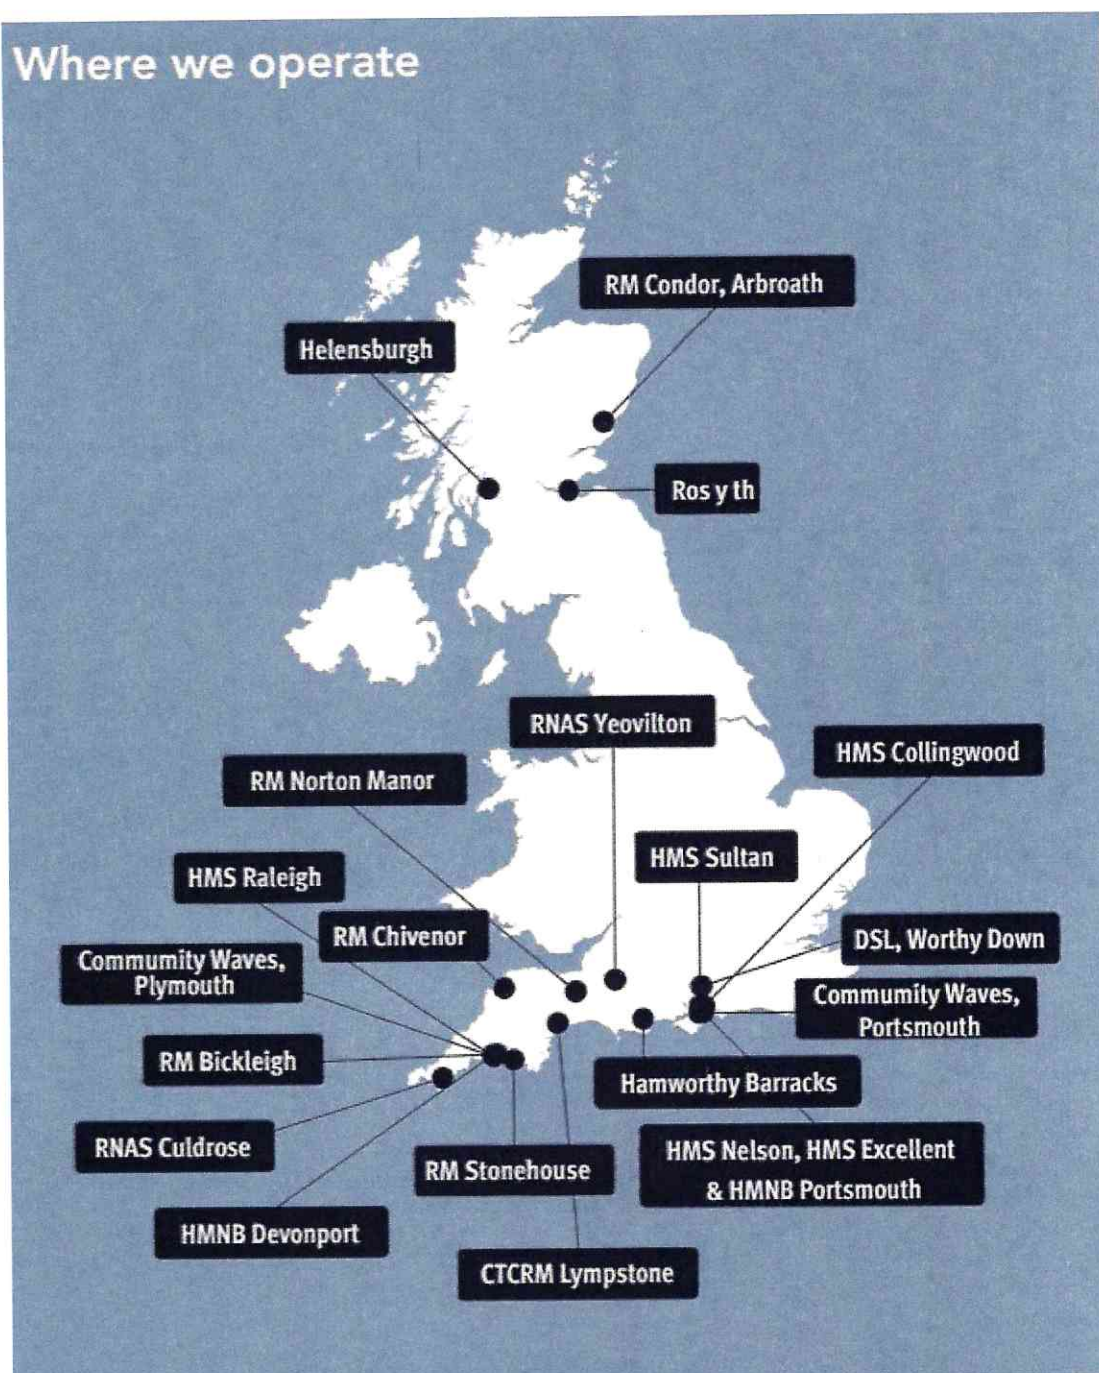 Where we operate
RM Condor, Arbroath
Helensburgh
Ros y th
RNAS Yeovilton
HMS Collingwood
RM Norton Manor
HMS Sultan
HMS Raleigh
RM Chivenor
DSL, Worthy Down
Community Waves,
Plymouth
Community Waves,
Portsmouth
RM Bickleigh
Hamworthy Barracks
RNAS Culdrose
RM Stonehouse
HMS Nelson, HMS Excellent
& HMNB Portsmouth
HMNB Devonport
CTCRM Lympstone